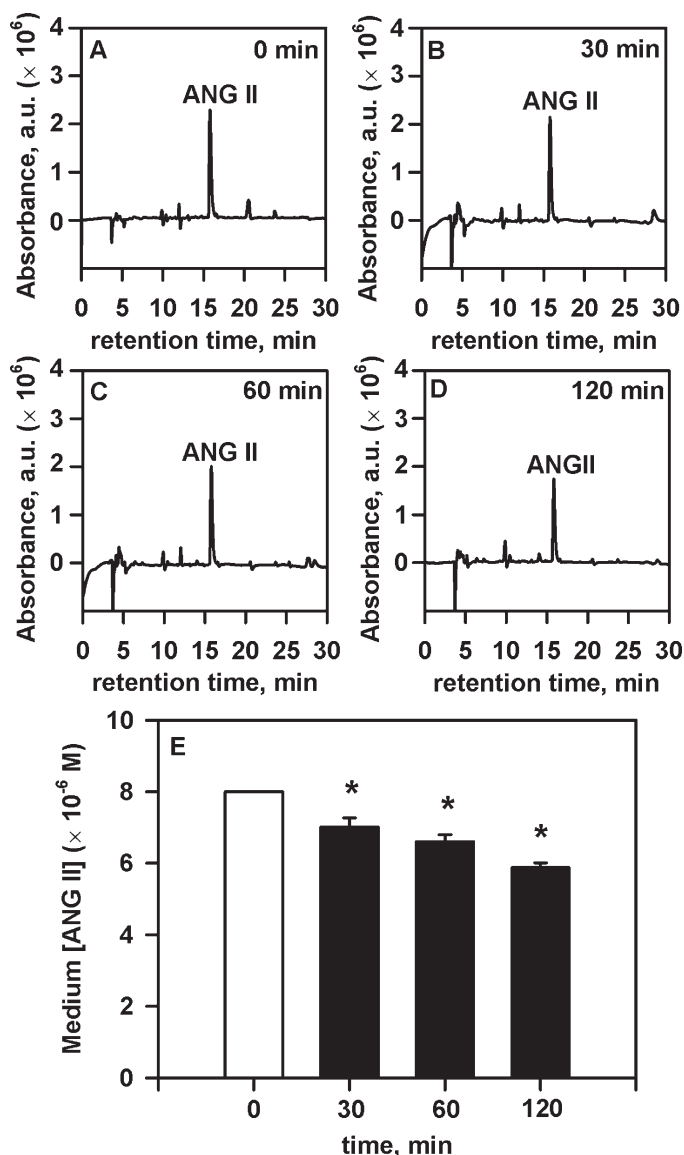 A 0 min
ANG II
4
3
2
1
0
Absorbance, a.u. (× 10⁶)
0 5 10 15 20 25 30
retention time, min
B 30 min
ANG II
4
3
2
1
0
Absorbance, a.u. (× 10⁶)
0 5 10 15 20 25 30
retention time, min
C 60 min
ANG II
4
3
2
1
0
Absorbance, a.u. (× 10⁶)
0 5 10 15 20 25 30
retention time, min
D 120 min
ANGII
4
3
2
1
0
Absorbance, a.u. (× 10⁶)
0 5 10 15 20 25 30
retention time, min
E
10
8
6
4
2
0
Medium [ANG II] (× 10⁻⁶ M)
* * *
0 30 60 120
time, min